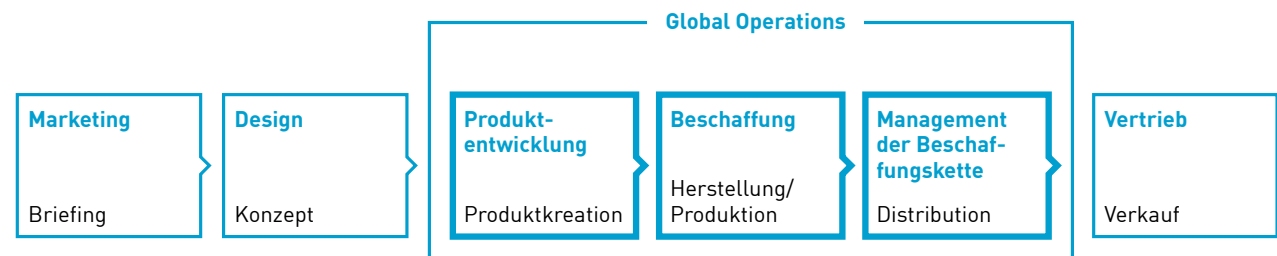 Global Operations
Marketing
Briefing
Design
Konzept
Produkt-
entwicklung
Produktkreation
Beschaffung
Herstellung/
Produktion
Management
der Beschaf-
fungskette
Distribution
Vertrieb
Verkauf